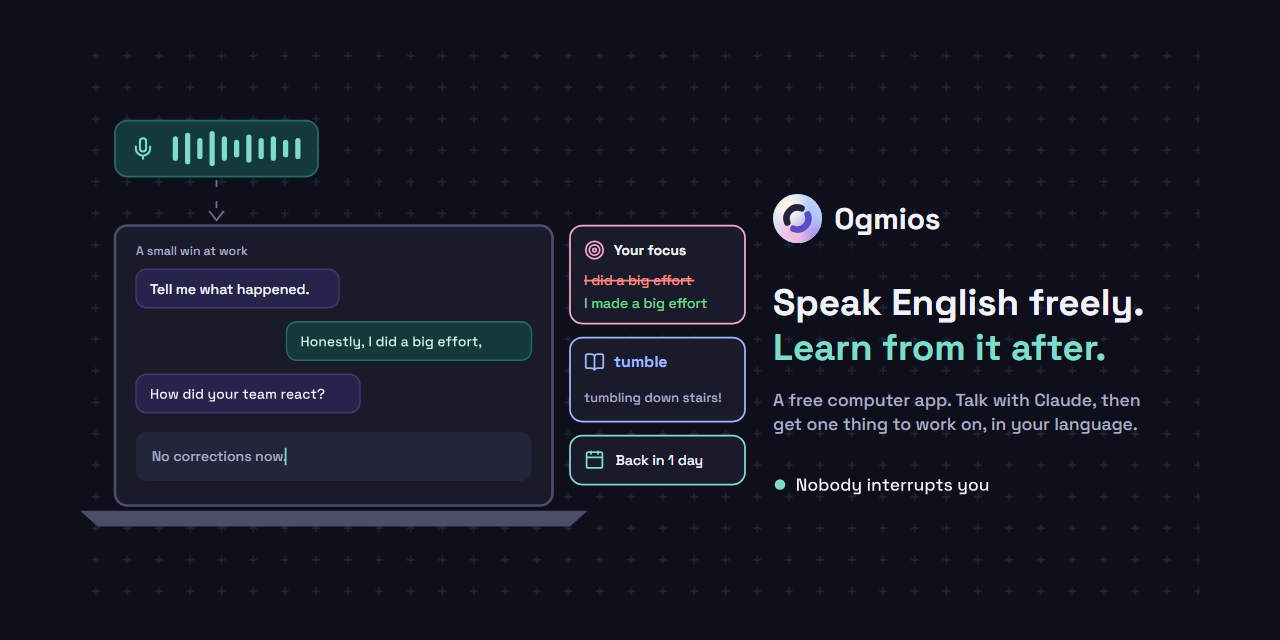 A small win at work
Tell me what happened.
Honestly, I did a big effort,
How did your team react?
No corrections now.
Your focus
I did a big effort
I made a big effort
tumble
tumbling down stairs!
Back in 1 day
Ogmios
Speak English freely.
Learn from it after.
A free computer app. Talk with Claude, then
get one thing to work on, in your language.
Nobody interrupts you